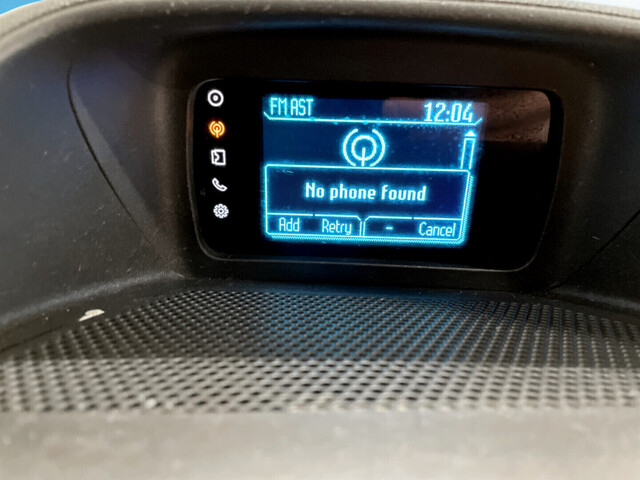 FM AST 12:04
No phone found
Add Retry - Cancel